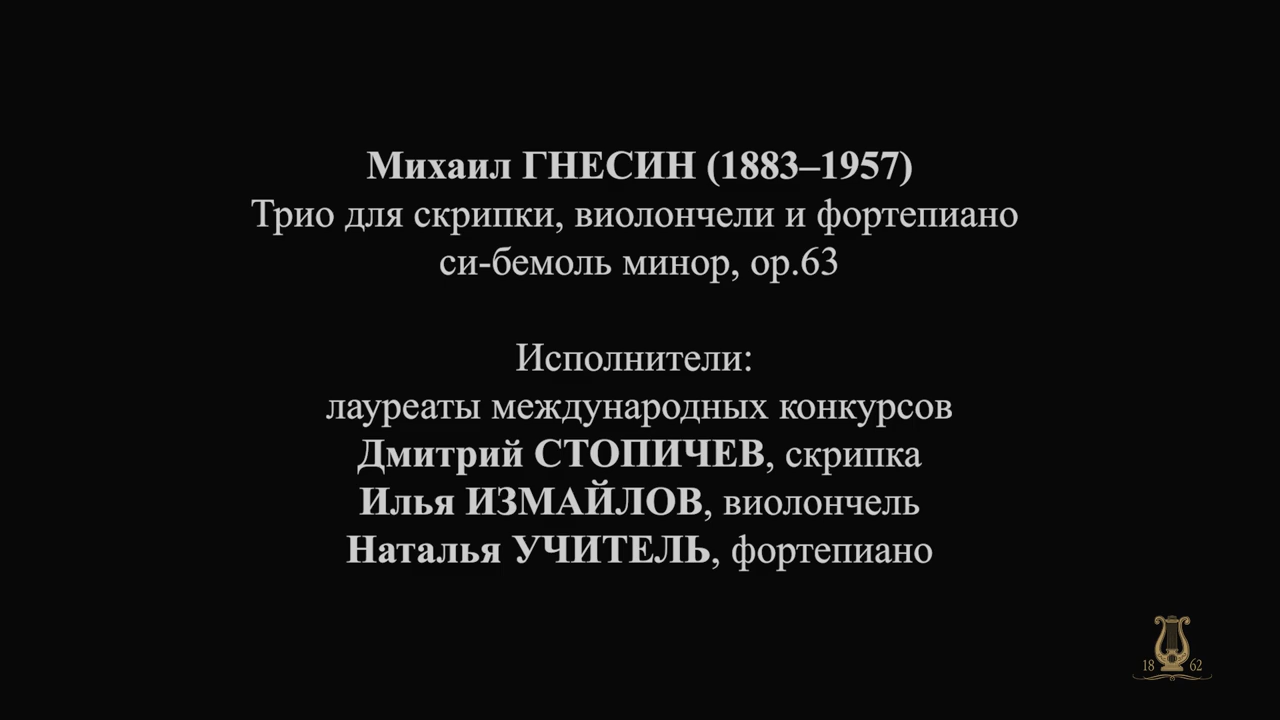 Михаил ГНЕСИН (1883–1957)
Трио для скрипки, виолончели и фортепиано
си-бемоль минор, ор.63
Исполнители:
лауреаты международных конкурсов
Дмитрий СТОПИЧЕВ, скрипка
Илья ИЗМАЙЛОВ, виолончель
Наталья УЧИТЕЛЬ, фортепиано
18 62